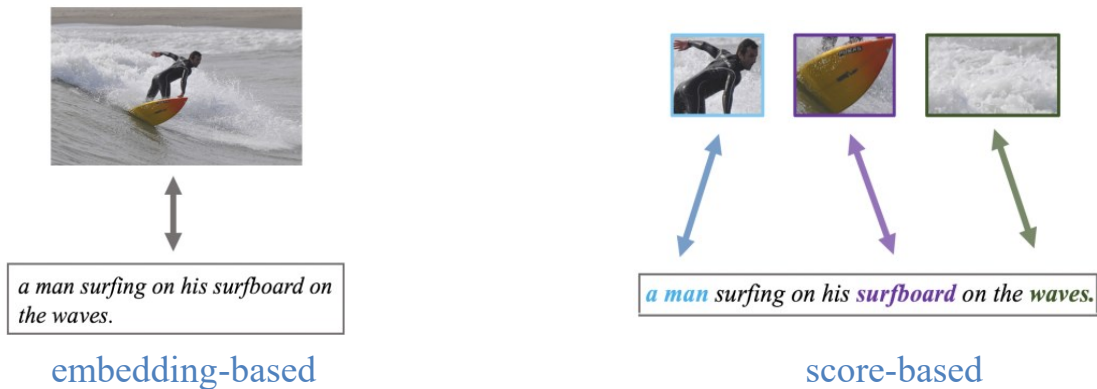 a man surfing on his surfboard on
the waves.
embedding-based
a man surfing on his surfboard on the waves.
score-based